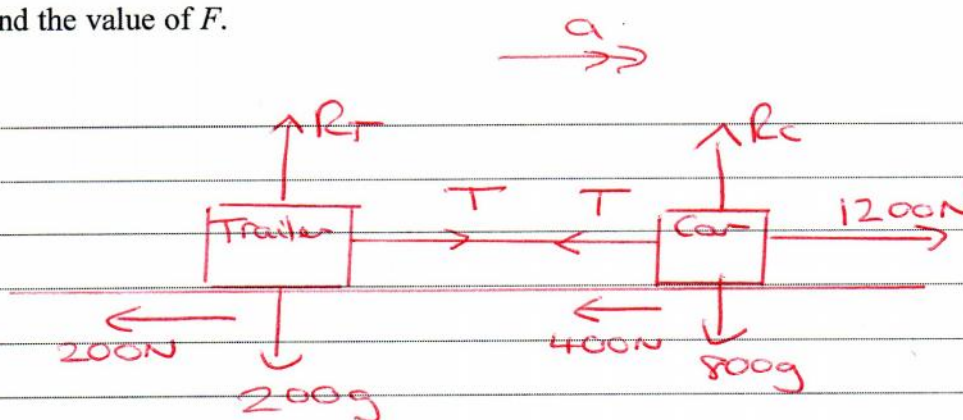 nd the value of F.
a
R_T
R_C
T T
Trailer
Car
1200N
200N
400N
200g
800g